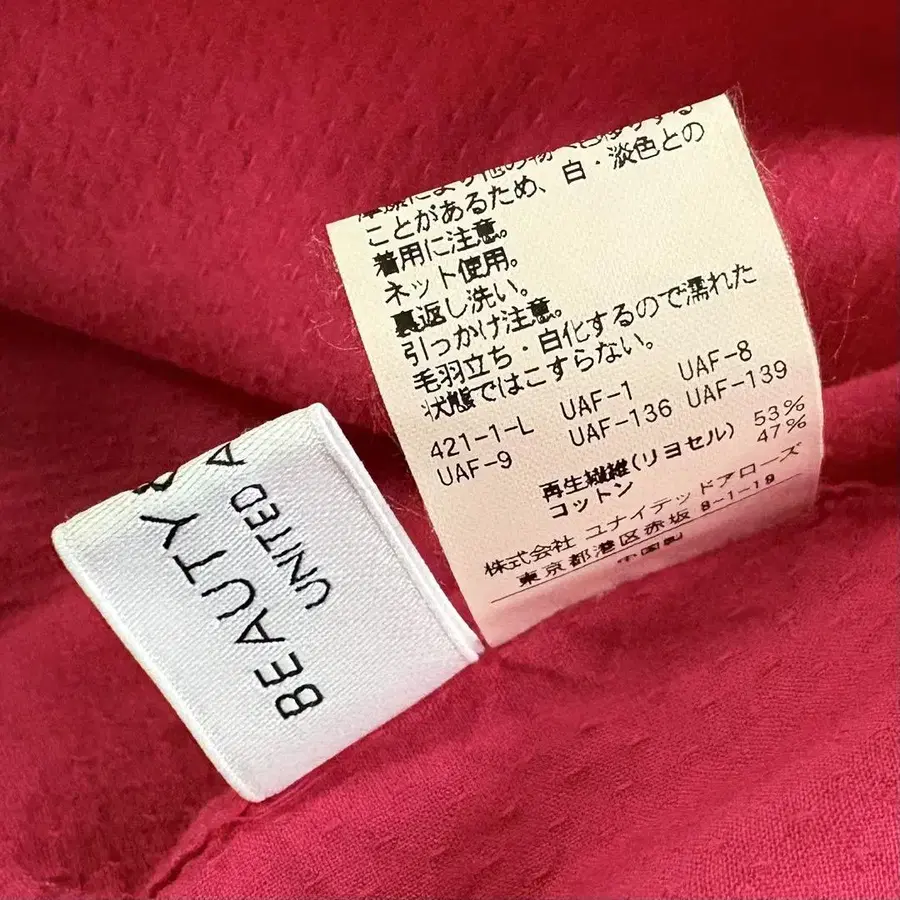 ことがあるため、白・淡色との
着用に注意。
ネット使用。
裏返し洗い。
引っかけ注意。
毛羽立ち・白化するので濡れた
状態ではこすらない。
421-1-L UAF-1 UAF-8
UAF-9 UAF-136 UAF-139
再生繊維(リヨセル) 53%
コットン 47%
株式会社 ユナイテッドアローズ
東京都港区赤坂 8-1-19
中国製
BEAUTY &
UNITED A